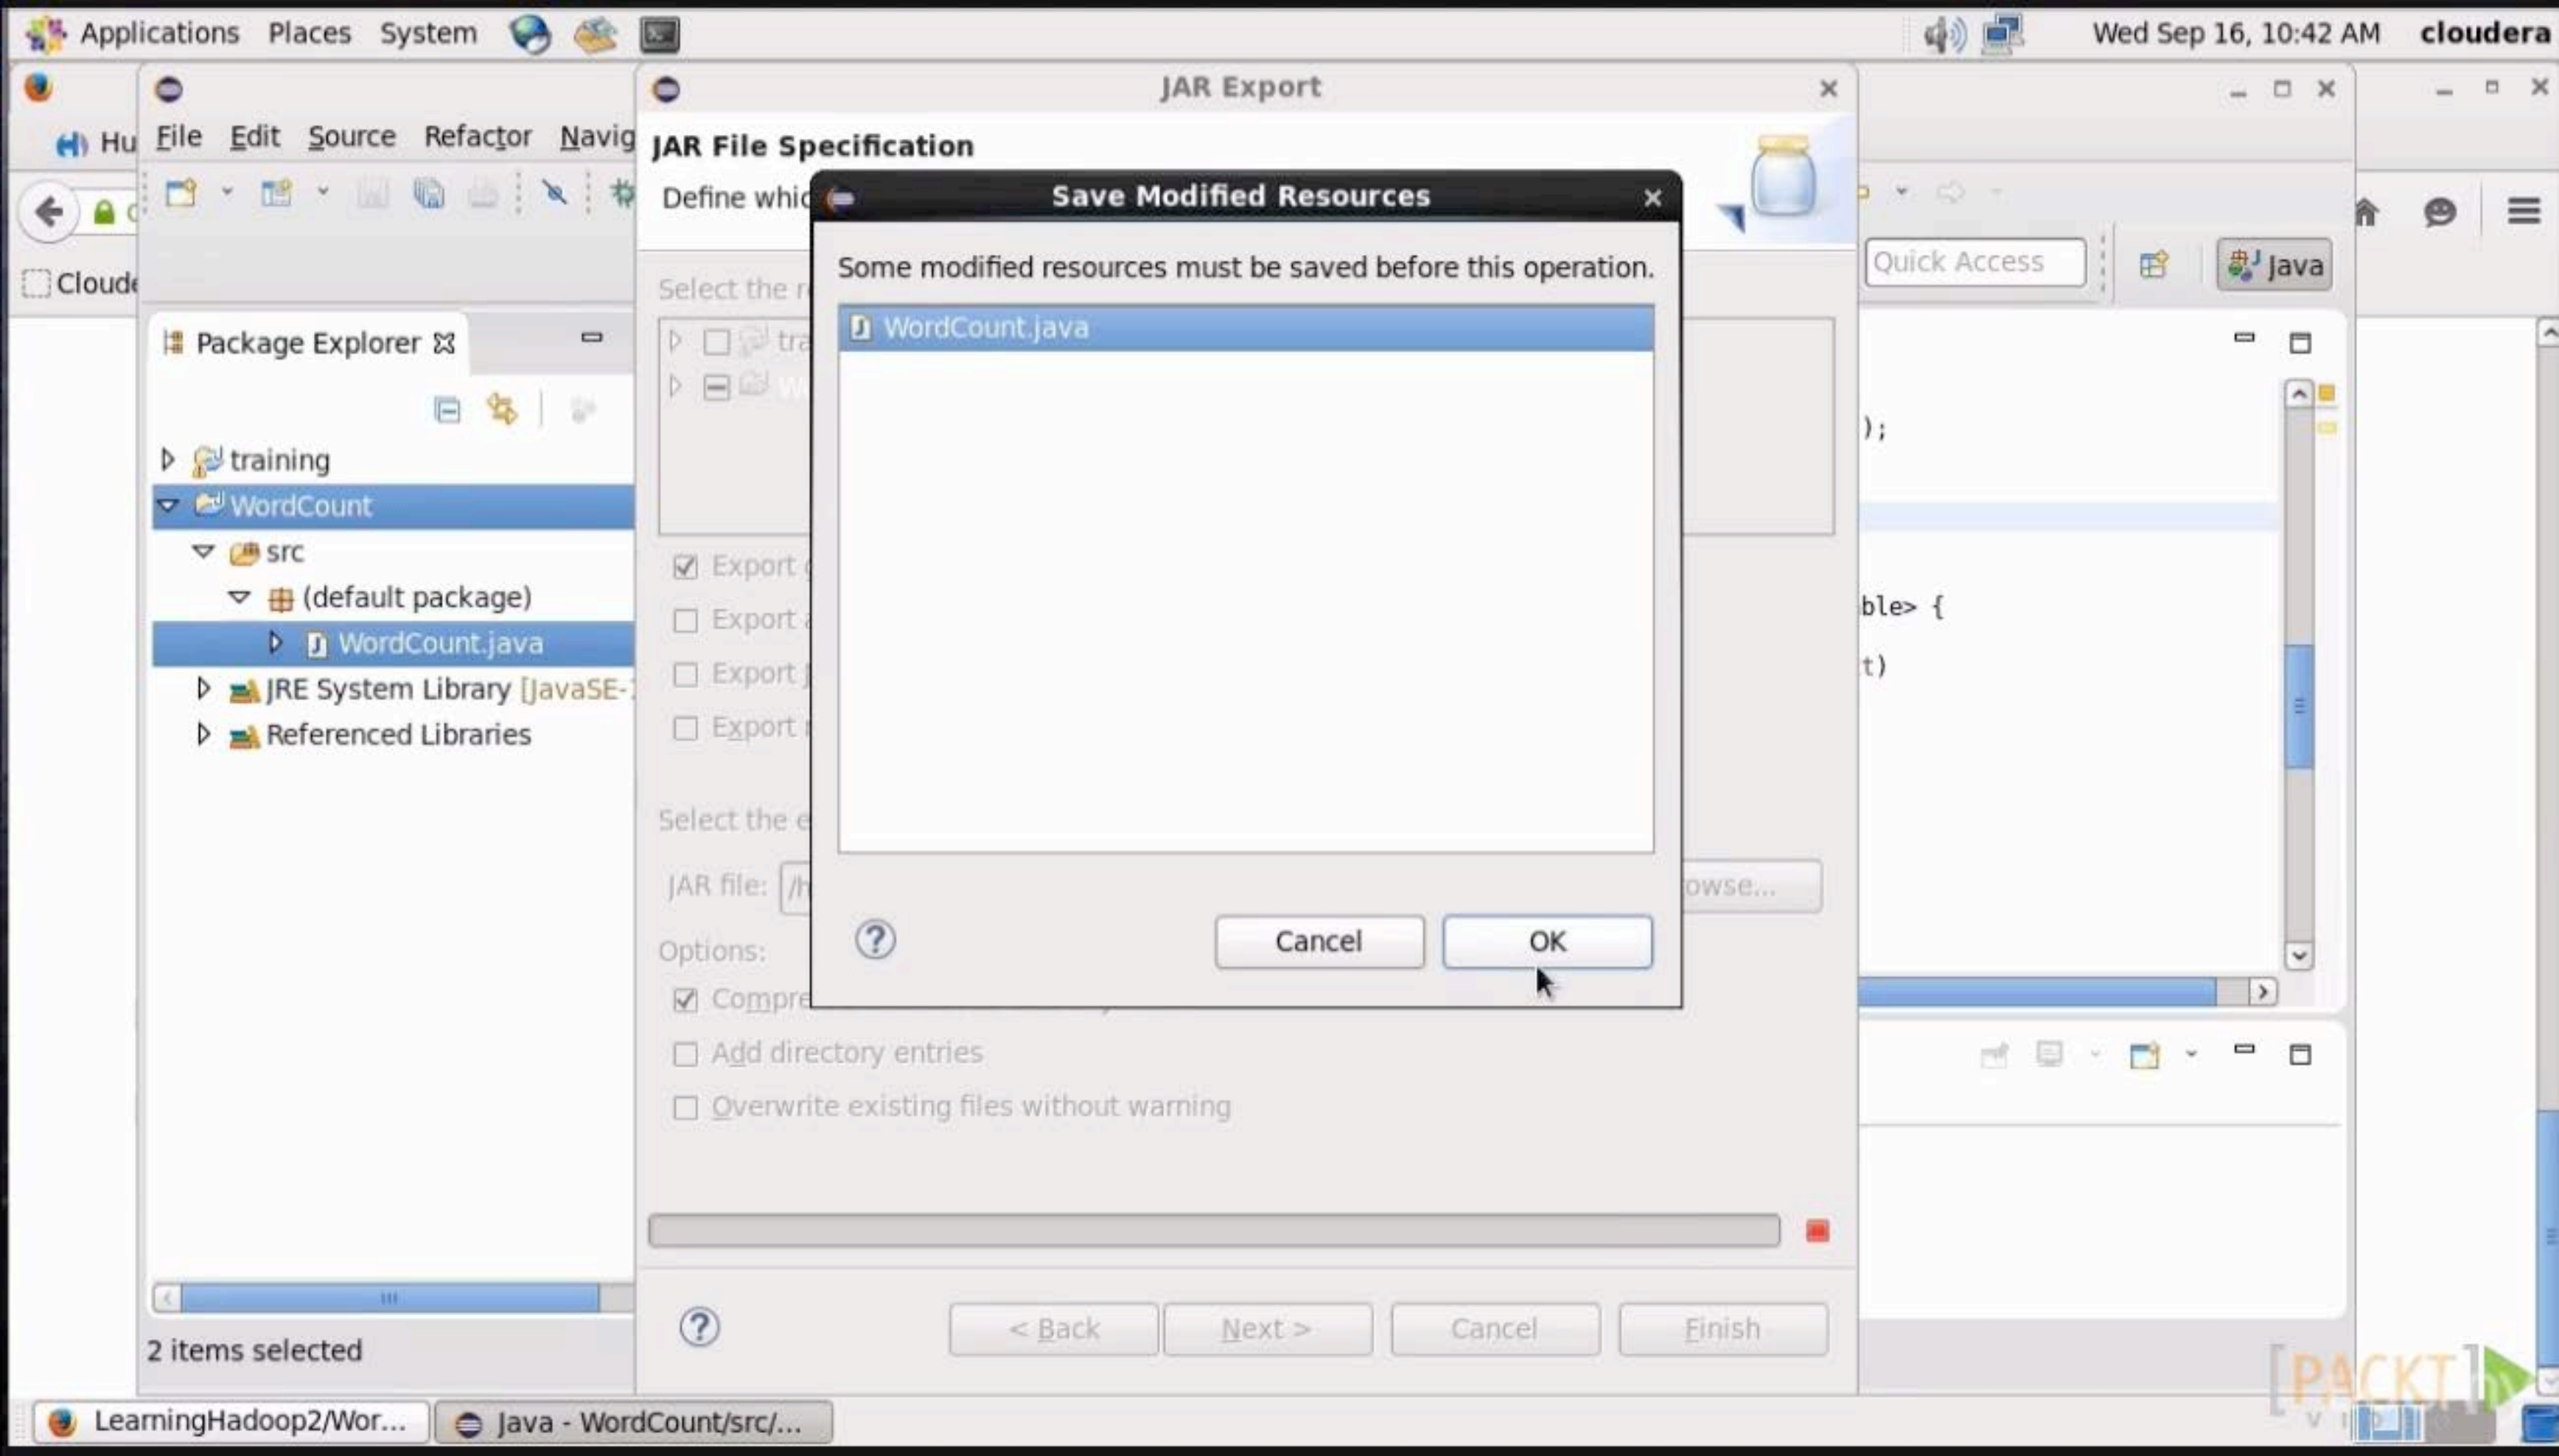 Applications Places System Wed Sep 16, 10:42 AM cloudera
JAR Export
Hu
File Edit Source Refactor Navig
JAR File Specification
Define whic
Save Modified Resources
Some modified resources must be saved before this operation.
WordCount.java
Quick Access
Java
Cloude
Select the r
tra
Package Explorer
training
WordCount
src
(default package)
WordCount.java
JRE System Library [JavaSE-
Referenced Libraries
);
ble> {
t)
Export
Export
Export
Export
Select the e
JAR file: /h
owse...
Cancel OK
Options:
Compre
Add directory entries
Overwrite existing files without warning
< Back Next > Cancel Finish
2 items selected
[PACKT]
LearningHadoop2/Wor...
Java - WordCount/src/...